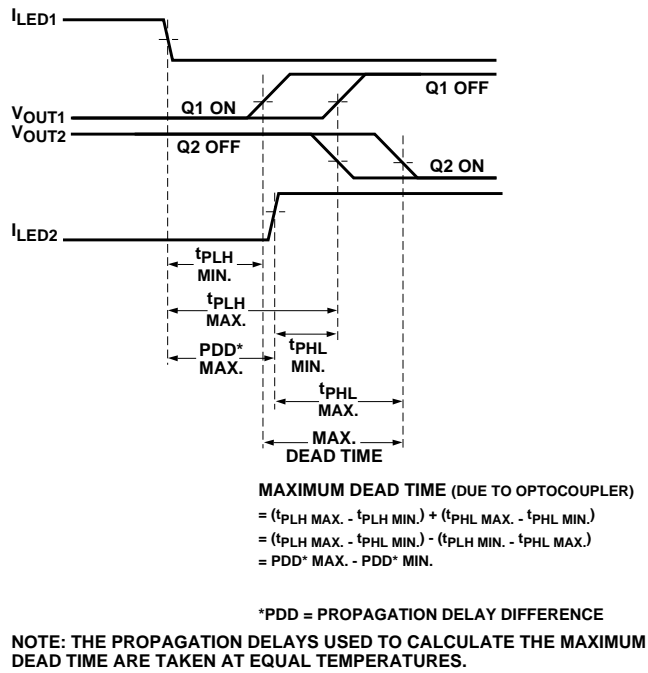 ILED1
Q1 OFF
Q1 ON
VOUT1
VOUT2
Q2 OFF
Q2 ON
ILED2
tPLH
MIN.
tPLH
MAX.
PDD*
MAX.
tPHL
MIN.
tPHL
MAX.
MAX.
DEAD TIME
MAXIMUM DEAD TIME (DUE TO OPTOCOUPLER)
= (tPLH MAX. - tPLH MIN.) + (tPHL MAX. - tPHL MIN.)
= (tPLH MAX. - tPHL MIN.) - (tPLH MIN. - tPHL MAX.)
= PDD* MAX. - PDD* MIN.
*PDD = PROPAGATION DELAY DIFFERENCE
NOTE: THE PROPAGATION DELAYS USED TO CALCULATE THE MAXIMUM
DEAD TIME ARE TAKEN AT EQUAL TEMPERATURES.